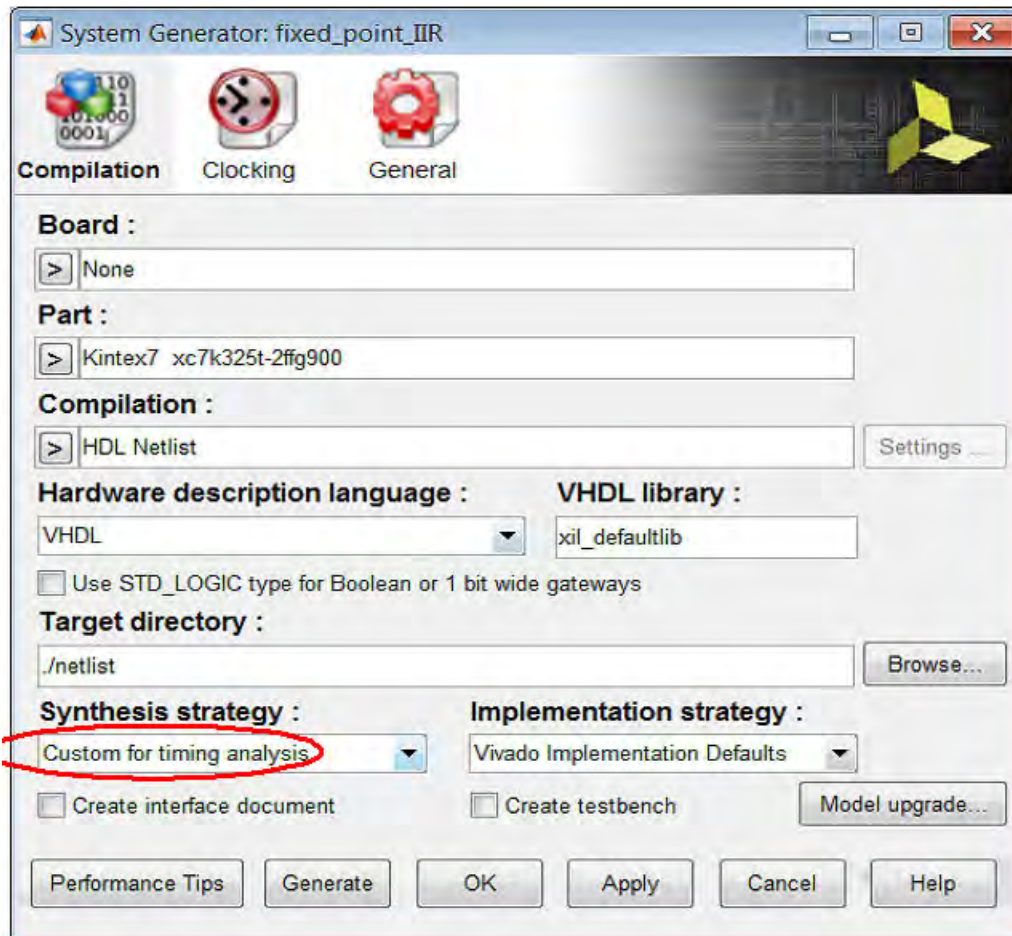 System Generator: fixed_point_IIR
Compilation Clocking General
Board :
> None
Part :
> Kintex7 xc7k325t-2ffg900
Compilation :
> HDL Netlist Settings ...
Hardware description language : VHDL library :
VHDL xil_defaultlib
Use STD_LOGIC type for Boolean or 1 bit wide gateways
Target directory :
./netlist Browse...
Synthesis strategy : Implementation strategy :
Custom for timing analysis Vivado Implementation Defaults
Create interface document Create testbench Model upgrade...
Performance Tips Generate OK Apply Cancel Help